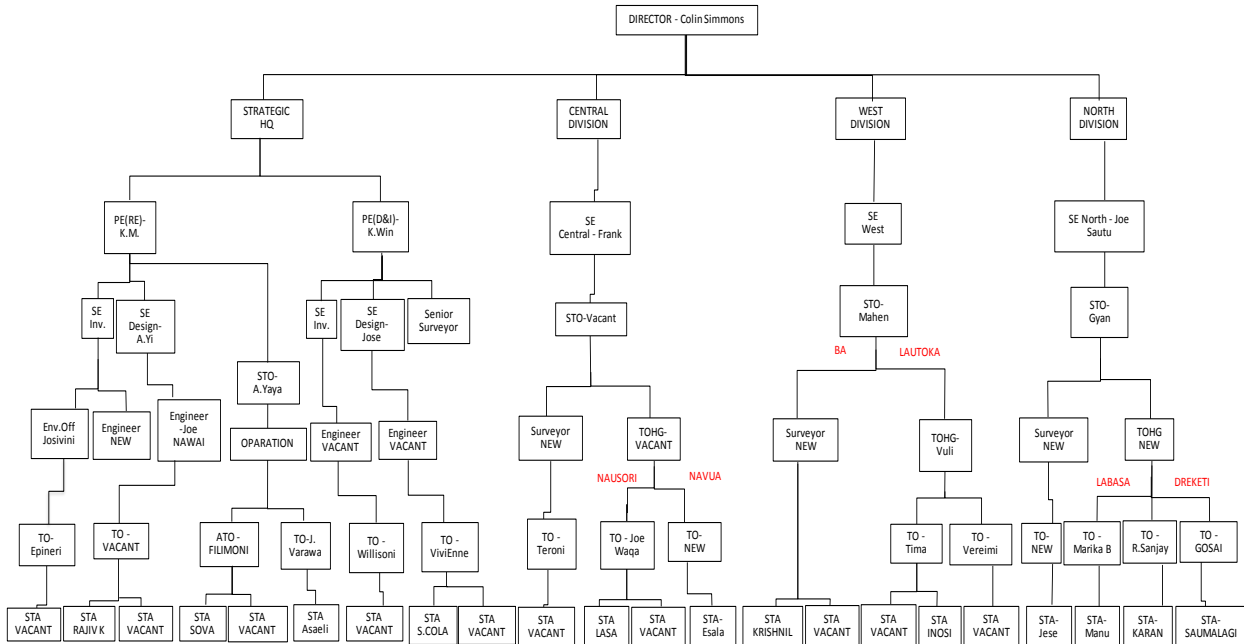 DIRECTOR - Colin Simmons
STRATEGIC
HQ
CENTRAL
DIVISION
WEST
DIVISION
NORTH
DIVISION
PE(RE)-
K.M.
PE(D&I)-
K.Win
SE
Central - Frank
SE
West
SE North - Joe
Sautu
SE
Inv.
SE
Design-
A.Yi
SE
Inv.
SE
Design-
Jose
Senior
Surveyor
STO-Vacant
STO-
Mahen
STO-
Gyan
BA
LAUTOKA
STO-
A.Yaya
Env.Off
Josivini
Engineer
NEW
Engineer
-Joe
NAWAI
OPARATION
Engineer
VACANT
Engineer
VACANT
Surveyor
NEW
TOHG-
VACANT
Surveyor
NEW
TOHG-
Vuli
Surveyor
NEW
TOHG
NEW
NAUSORI
NAVUA
LABASA
DREKETI
TO-
Epineri
TO -
VACANT
ATO -
FILIMONI
TO-J.
Varawa
TO -
Willisoni
TO -
ViviEnne
TO -
Teroni
TO - Joe
Waqa
TO-
NEW
TO -
Tima
TO -
Vereimi
TO-
NEW
TO -
Marika B
TO -
R.Sanjay
TO -
GOSAI
STA
VACANT
STA
RAJIV K
STA
VACANT
STA
SOVA
STA
VACANT
STA
Asaeli
STA
VACANT
STA
S.COLA
STA
VACANT
STA
VACANT
STA
LASA
STA
VACANT
STA-
Esala
STA
KRISHNIL
STA
VACANT
STA
VACANT
STA
INOSI
STA
VACANT
STA-
Jese
STA-
Manu
STA-
KARAN
STA-
SAUMALAGI